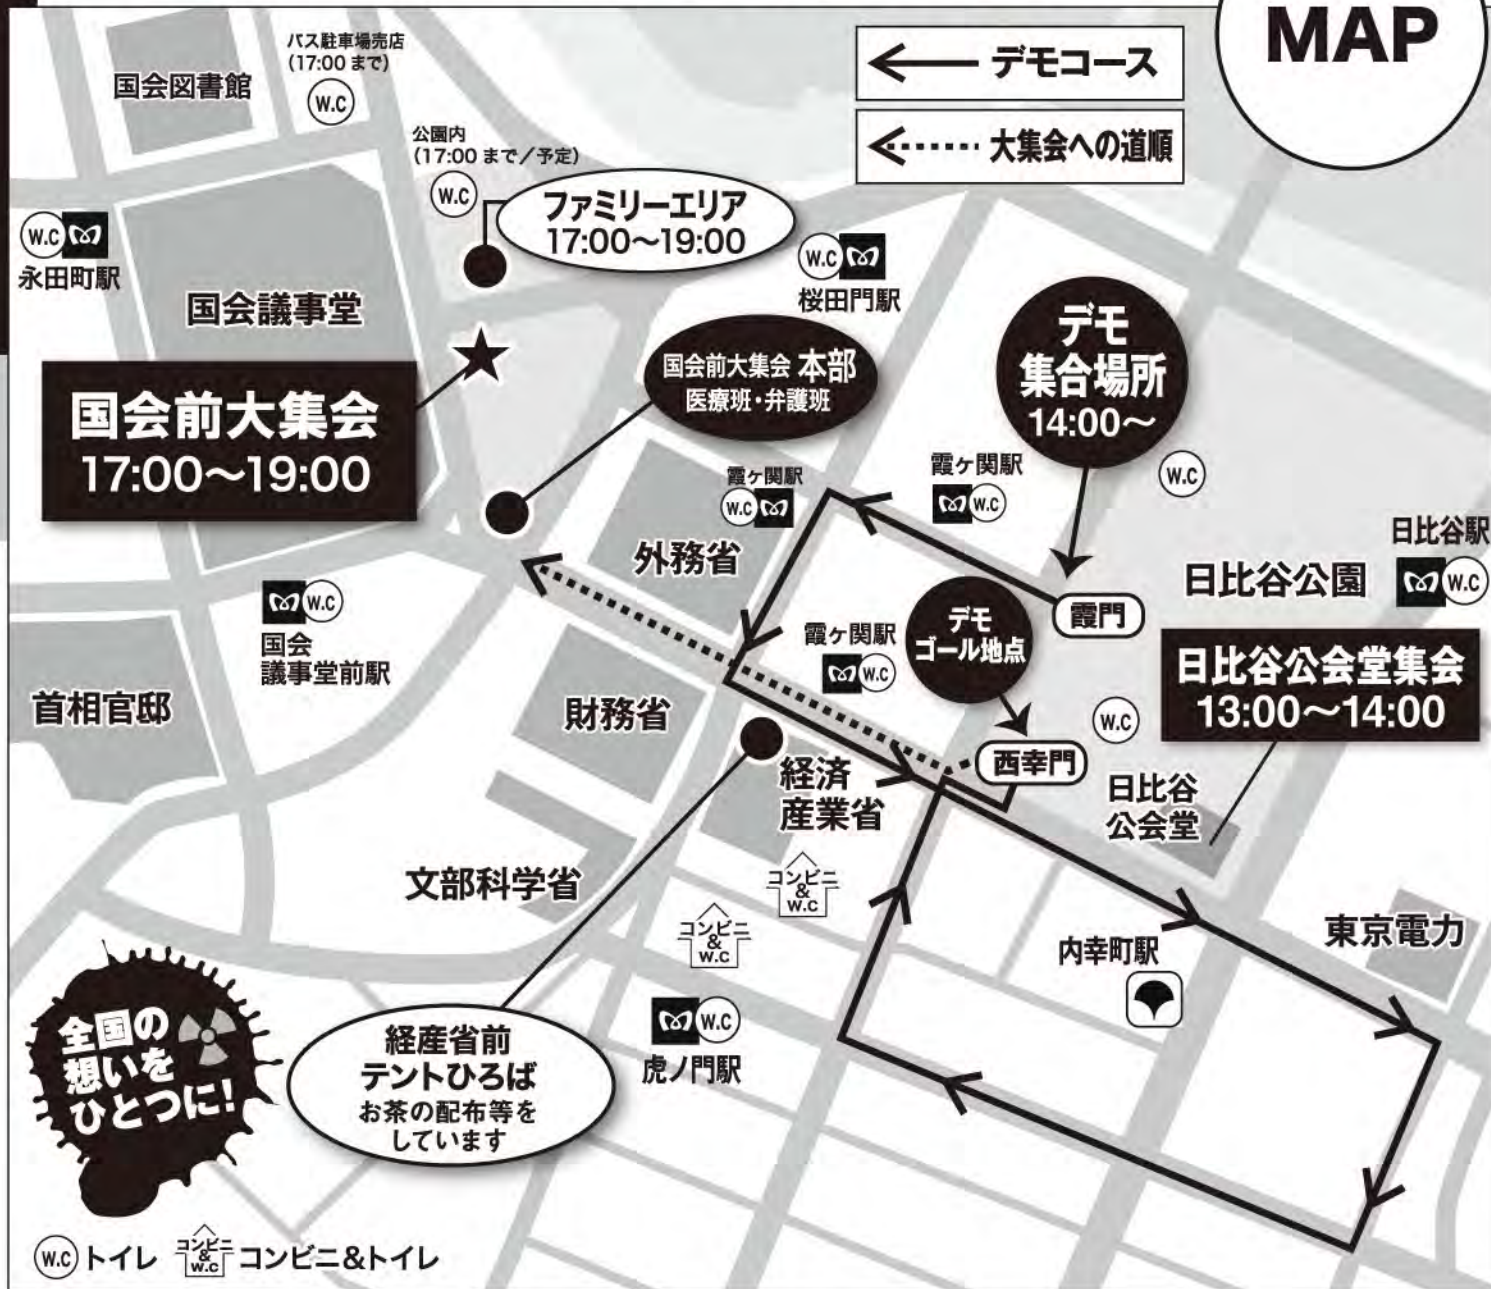 MAP
デモコース
大集会への道順
バス駐車場売店
(17:00 まで)
W.C
国会図書館
公園内
(17:00 まで／予定)
W.C
ファミリーエリア
17:00〜19:00
W.C
永田町駅
W.C
桜田門駅
国会議事堂
国会前大集会
17:00〜19:00
国会前大集会 本部
医療班・弁護班
デモ
集合場所
14:00〜
W.C
霞ヶ関駅
W.C
霞ヶ関駅
W.C
日比谷駅
W.C
外務省
日比谷公園
霞門
W.C
国会
議事堂前駅
霞ヶ関駅
W.C
デモ
ゴール地点
日比谷公会堂集会
13:00〜14:00
首相官邸
財務省
W.C
西幸門
経済
産業省
日比谷
公会堂
文部科学省
コンビニ
&
W.C
コンビニ
&
W.C
東京電力
内幸町駅
全国の
想いを
ひとつに!
経産省前
テントひろば
お茶の配布等を
しています
W.C
虎ノ門駅
W.C トイレ
コンビニ
&
W.C
コンビニ&トイレ